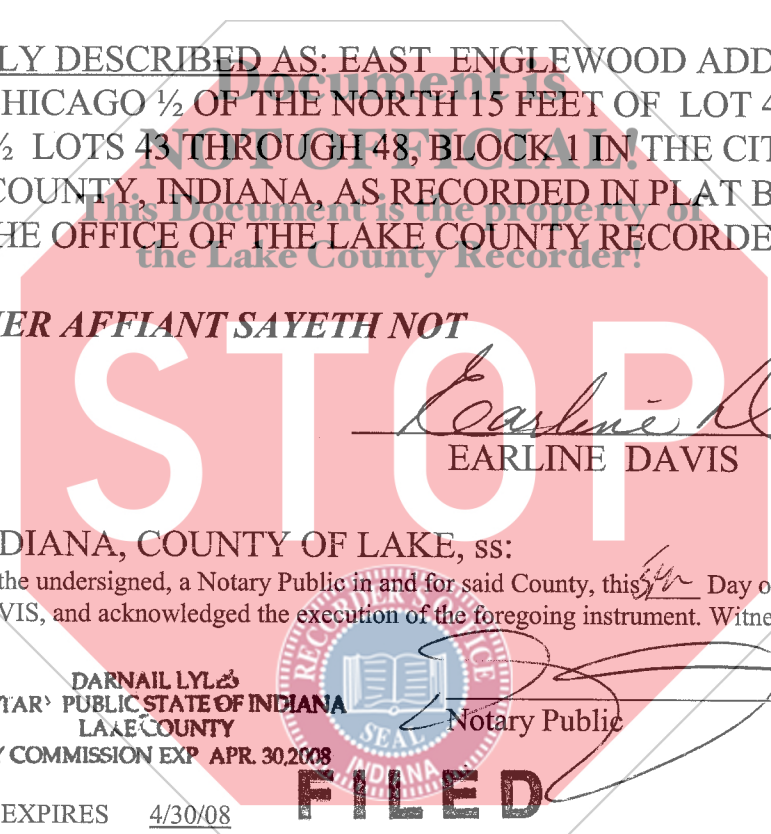 LY DESCRIBED AS: EAST ENGLEWOOD ADD
Document is
HICAGO ½ OF THE NORTH 15 FEET OF LOT 4
NOT OFFICIAL!
½ LOTS 43 THROUGH 48, BLOCK 1 IN THE CIT
COUNTY, INDIANA, AS RECORDED IN PLAT B
This Document is the property of
HE OFFICE OF THE LAKE COUNTY RECORDE
the Lake County Recorder!
ER AFFIANT SAYETH NOT
STOP
Earline D
EARLINE DAVIS
DIANA, COUNTY OF LAKE, ss:
the undersigned, a Notary Public in and for said County, this Day o
VIS, and acknowledged the execution of the foregoing instrument. Witne
RECORDER'S OFFICE
SEAL
INDIANA
DARNAIL LYLES
TARY PUBLIC STATE OF INDIANA
LAKE COUNTY
Y COMMISSION EXP APR. 30,2008
Notary Public
FILED
EXPIRES 4/30/08